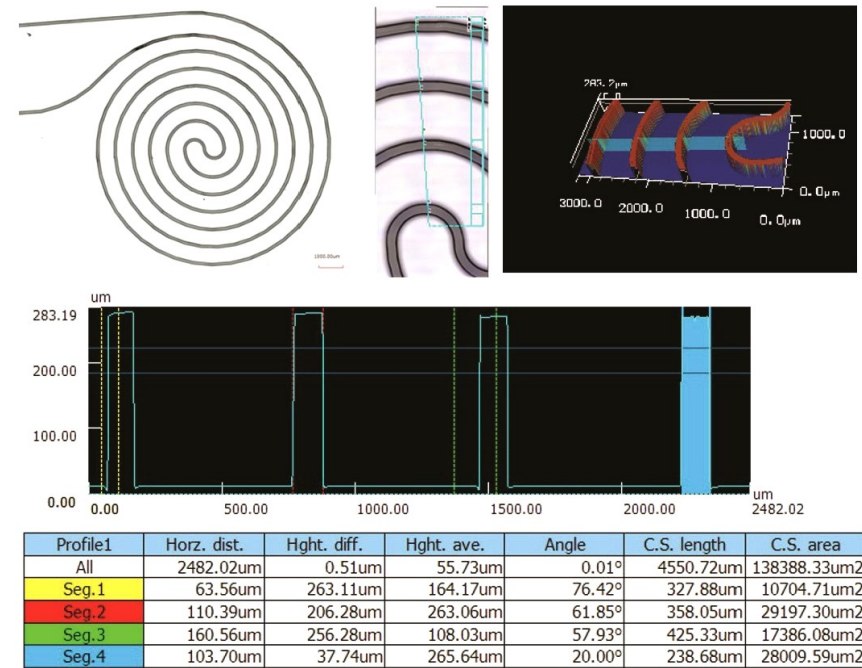 1000.00um
283.2μm
1000.0
0.0μm
3000.0
2000.0
1000.0
0.0μm
um
283.19
200.00
100.00
0.00
0.00 500.00 1000.00 1500.00 2000.00 2482.02
um
Profile1 Horz. dist. Hght. diff. Hght. ave. Angle C.S. length C.S. area
All 2482.02um 0.51um 55.73um 0.01° 4550.72um 138388.33um2
Seg.1 63.56um 263.11um 164.17um 76.42° 327.88um 10704.71um2
Seg.2 110.39um 206.28um 263.06um 61.85° 358.05um 29197.30um2
Seg.3 160.56um 256.28um 108.03um 57.93° 425.33um 17386.08um2
Seg.4 103.70um 37.74um 265.64um 20.00° 238.68um 28009.59um2